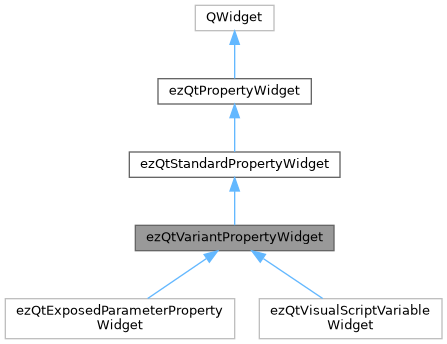 QWidget
ezQtPropertyWidget
ezQtStandardPropertyWidget
ezQtVariantPropertyWidget
ezQtExposedParameterProperty
Widget
ezQtVisualScriptVariable
Widget